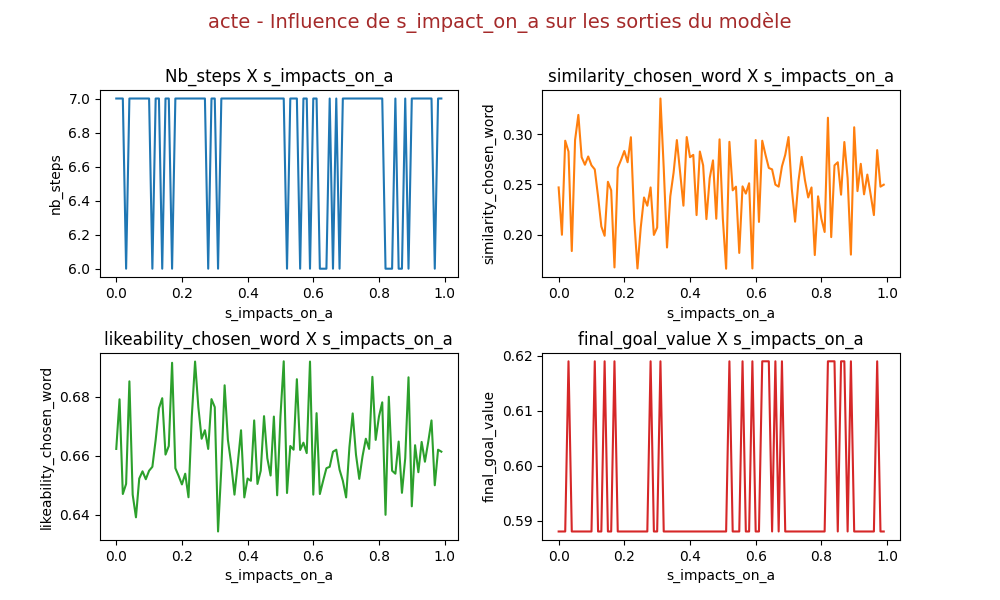 acte - Influence de s_impact_on_a sur les sorties du modèle
Nb_steps X s_impacts_on_a
nb_steps
7.0
6.8
6.6
6.4
6.2
6.0
0.0 0.2 0.4 0.6 0.8 1.0
s_impacts_on_a
similarity_chosen_word X s_impacts_on_a
similarity_chosen_word
0.30
0.25
0.20
0.0 0.2 0.4 0.6 0.8 1.0
s_impacts_on_a
likeability_chosen_word X s_impacts_on_a
likeability_chosen_word
0.68
0.66
0.64
0.0 0.2 0.4 0.6 0.8 1.0
s_impacts_on_a
final_goal_value X s_impacts_on_a
final_goal_value
0.62
0.61
0.60
0.59
0.0 0.2 0.4 0.6 0.8 1.0
s_impacts_on_a